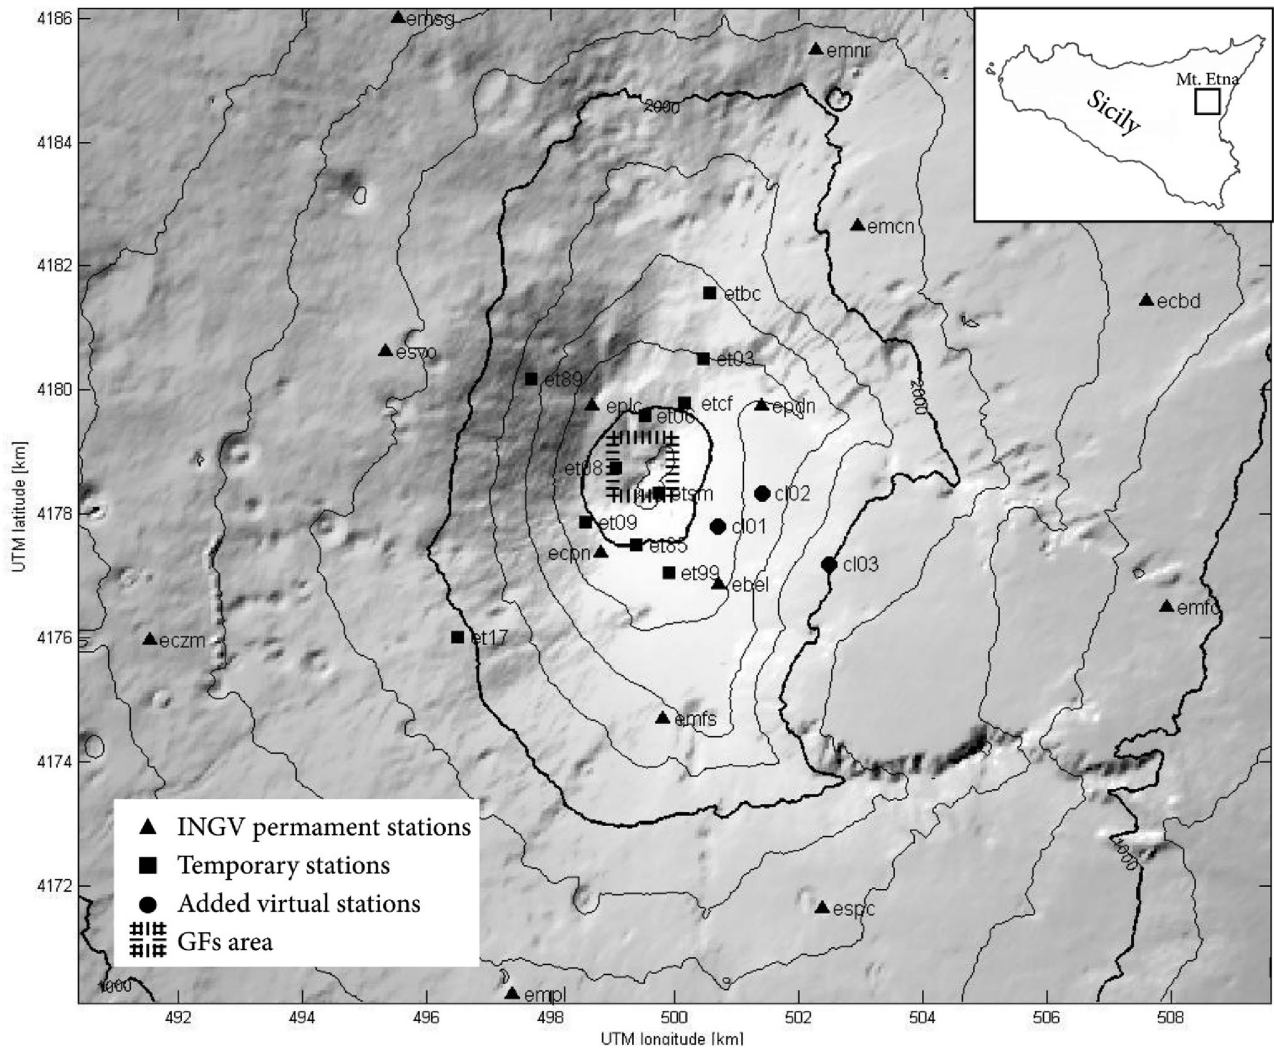 4186
4184
4182
4180
4178
4176
4174
4172
UTM latitude [km]
emsg
emnr
2000
Mt. Etna
Sicily
emcn
etbc
ecbd
esvo
et03
et89
2000
eplc
etcf
epdn
et06
et08
etsm
cl02
et09
cl01
ecpn
et85
cl03
et99
ebel
emfo
eczm
et17
emfs
INGV permament stations
Temporary stations
Added virtual stations
GFs area
1000
espc
1000
empl
492
494
496
498
500
502
504
506
508
UTM longitude [km]